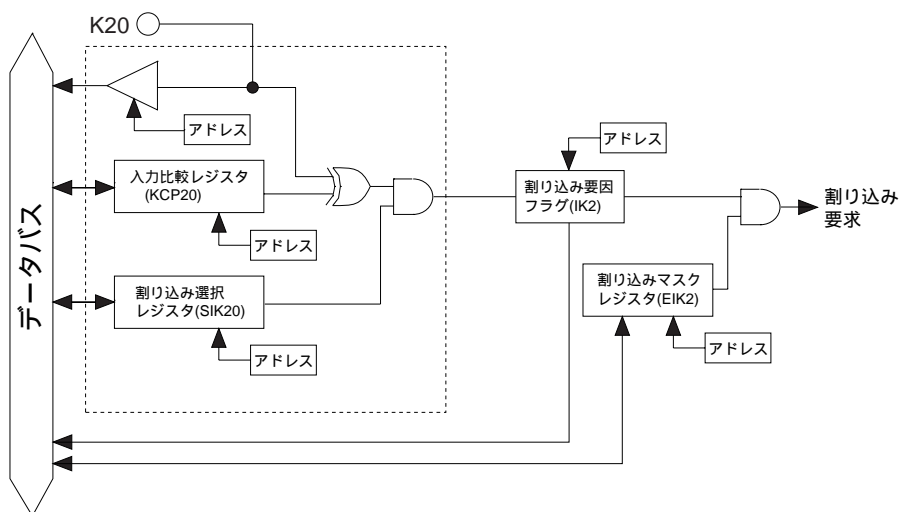 K20
アドレス
入力比較レジスタ
(KCP20)
アドレス
割り込み選択
レジスタ(SIK20)
アドレス
データバス
アドレス
割り込み要因
フラグ(IK2)
割り込み
要求
割り込みマスク
レジスタ(EIK2)
アドレス